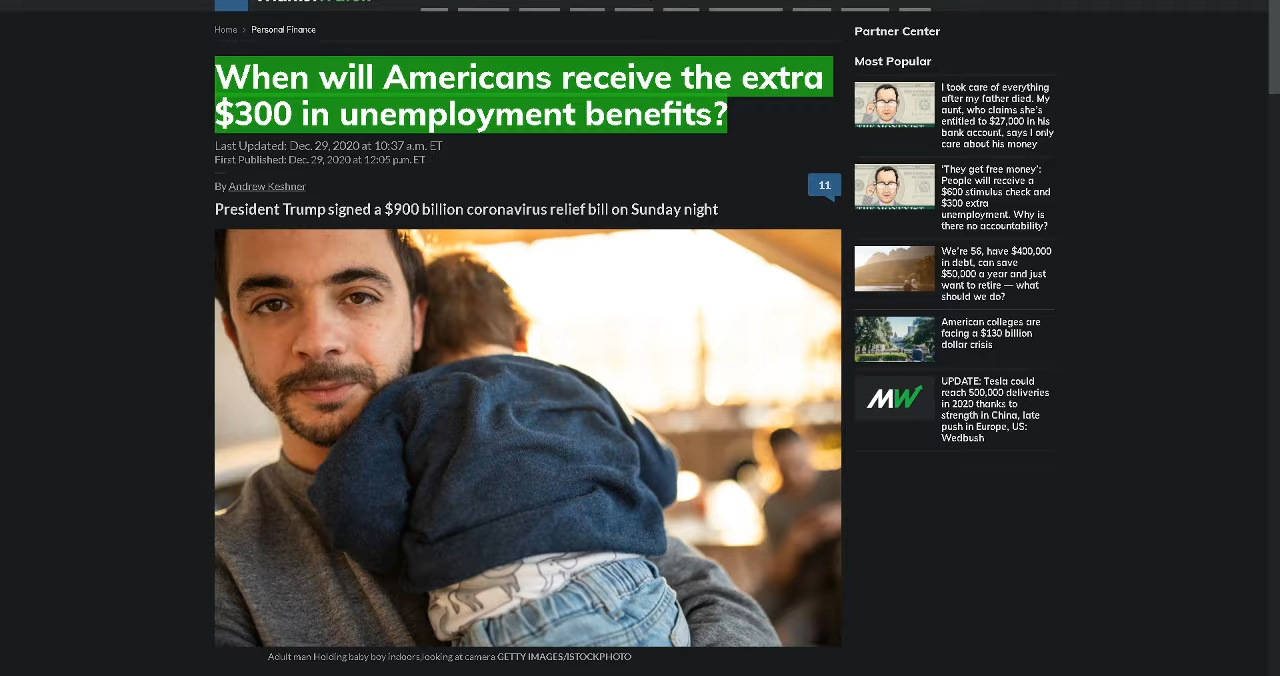 Home > Personal Finance
When will Americans receive the extra
$300 in unemployment benefits?
Last Updated: Dec. 29, 2020 at 10:37 a.m. ET
First Published: Dec. 29, 2020 at 12:05 p.m. ET
By Andrew Keshner
11
President Trump signed a $900 billion coronavirus relief bill on Sunday night
Adult man Holding baby boy indoors,looking at camera GETTY IMAGES/ISTOCKPHOTO
Partner Center
Most Popular
I took care of everything
after my father died. My
aunt, who claims she's
entitled to $27,000 in his
bank account, says I only
care about his money
'They get free money':
People will receive a
$600 stimulus check and
$300 extra
unemployment. Why is
there no accountability?
We're 56, have $400,000
in debt, can save
$50,000 a year and just
want to retire — what
should we do?
American colleges are
facing a $130 billion
dollar crisis
MW
UPDATE: Tesla could
reach 500,000 deliveries
in 2020 thanks to
strength in China, late
push in Europe, US:
Wedbush